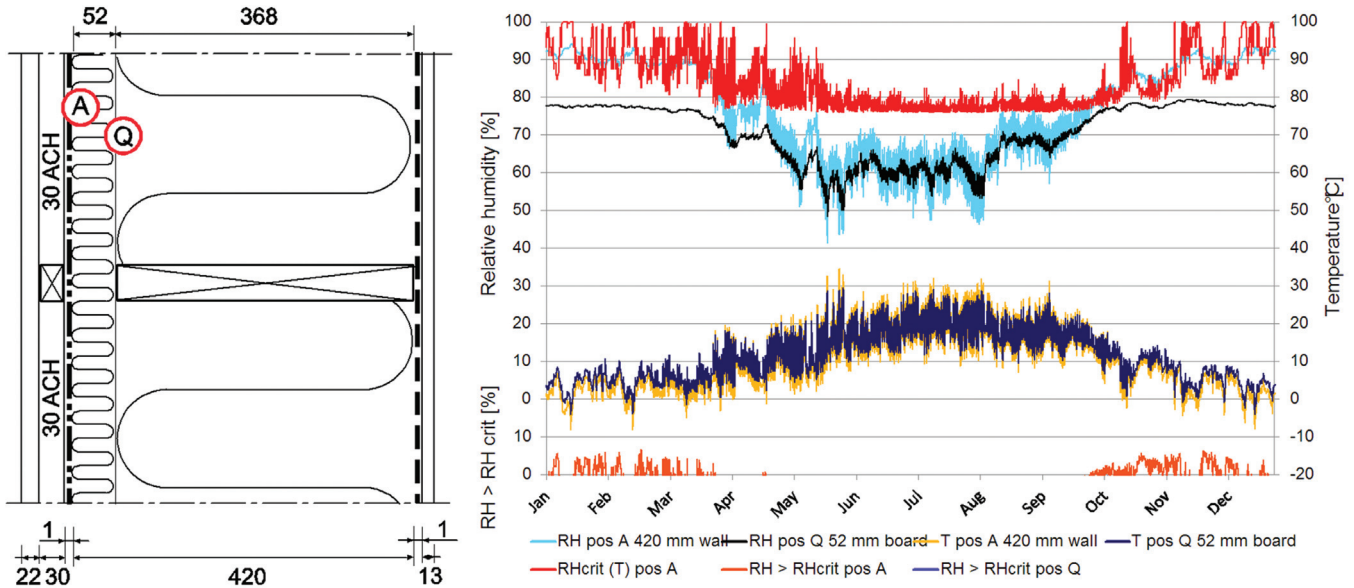 52 368
A
Q
30 ACH
30 ACH
1 1
22 30 420 13
Relative humidity [%]
RH > RH crit [%]
100
90
80
70
60
50
40
30
20
10
0
10
0
100
90
80
70
60
50
40
30
20
10
0
-10
-20
Temperature°[C]
Jan Feb Mar Apr May Jun Jul Aug Sep Oct Nov Dec
RH pos A 420 mm wall RH pos Q 52 mm board T pos A 420 mm wall T pos Q 52 mm board
RHcrit (T) pos A RH > RHcrit pos A RH > RHcrit pos Q